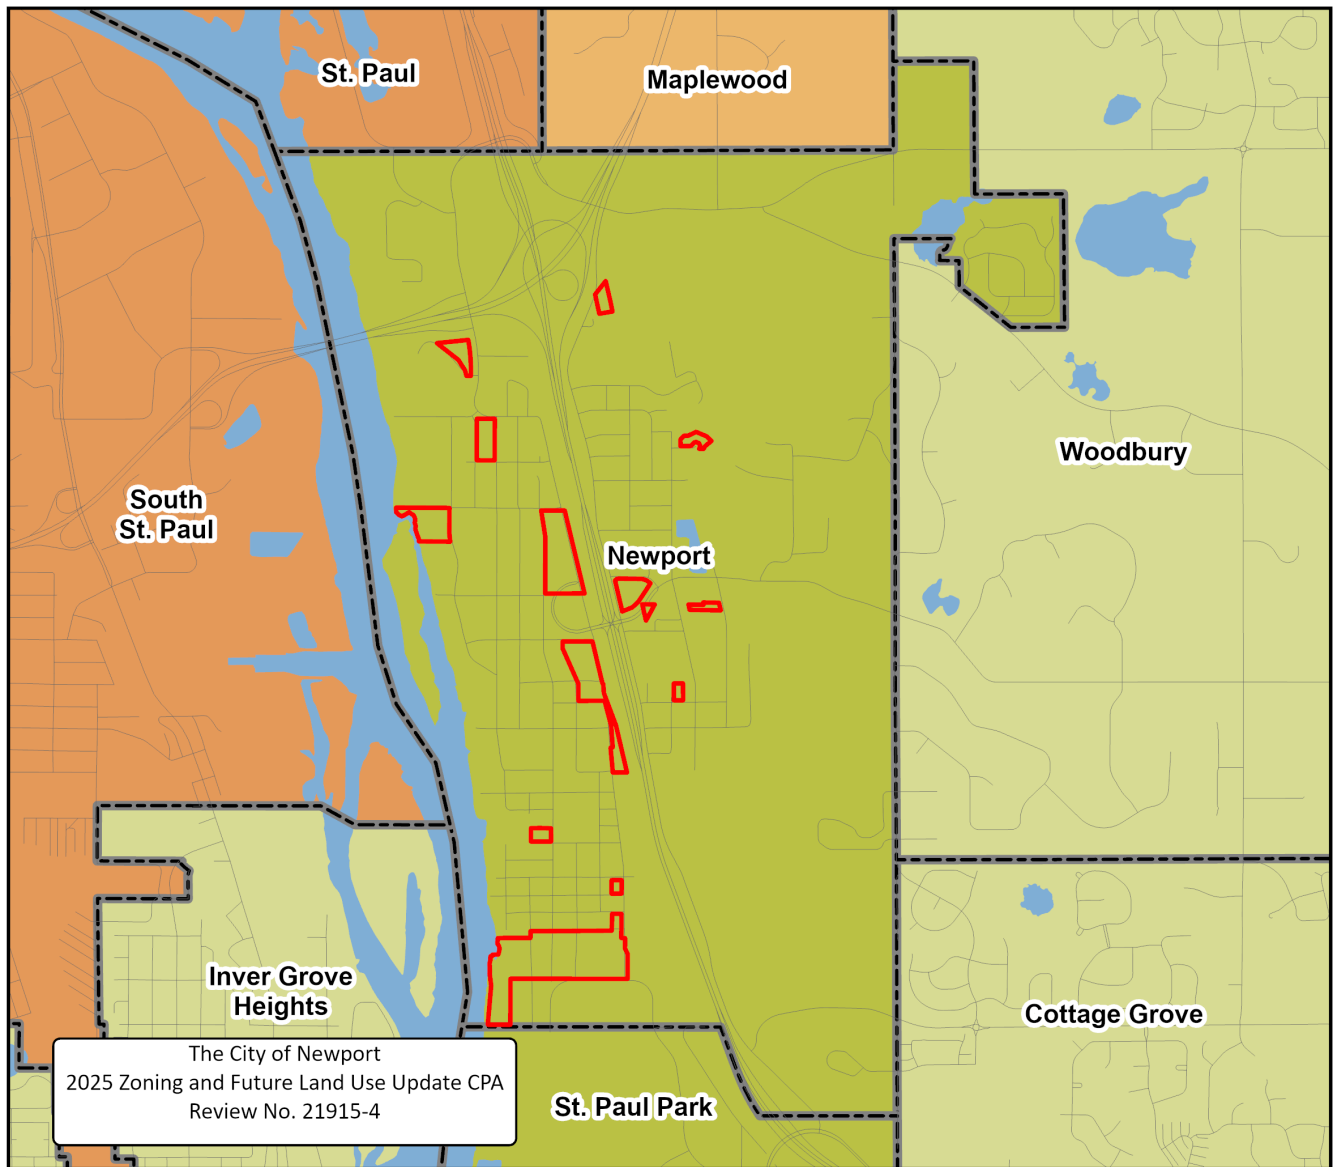 St. Paul
Maplewood
Woodbury
South
St. Paul
Newport
Inver Grove
Heights
Cottage Grove
The City of Newport
2025 Zoning and Future Land Use Update CPA
Review No. 21915-4
St. Paul Park